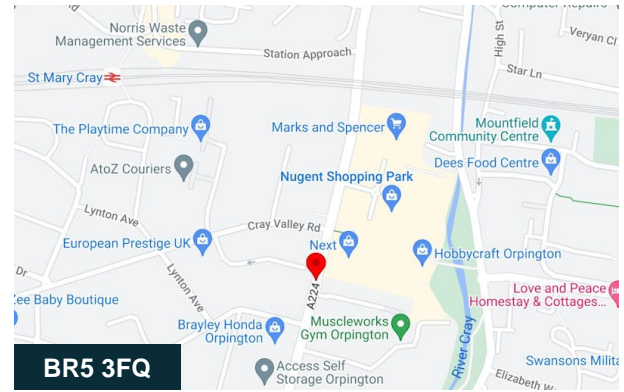 Computer Repairs
Norris Waste
Management Services
High St
Veryan Cl
Station Approach
Star Ln
St Mary Cray
The Playtime Company
Marks and Spencer
Mountfield
Community Centre
AtoZ Couriers
Dees Food Centre
Nugent Shopping Park
Lynton Ave
Cray Valley Rd
European Prestige UK
Next
Hobbycraft Orpington
Dr
Lynton Ave
Zee Baby Boutique
A224
Love and Peace
Homestay & Cottages...
Brayley Honda
Orpington
Muscleworks
Gym Orpington
River Cray
BR5 3FQ
Access Self
Storage Orpington
Swansons Milita
Elizabeth W